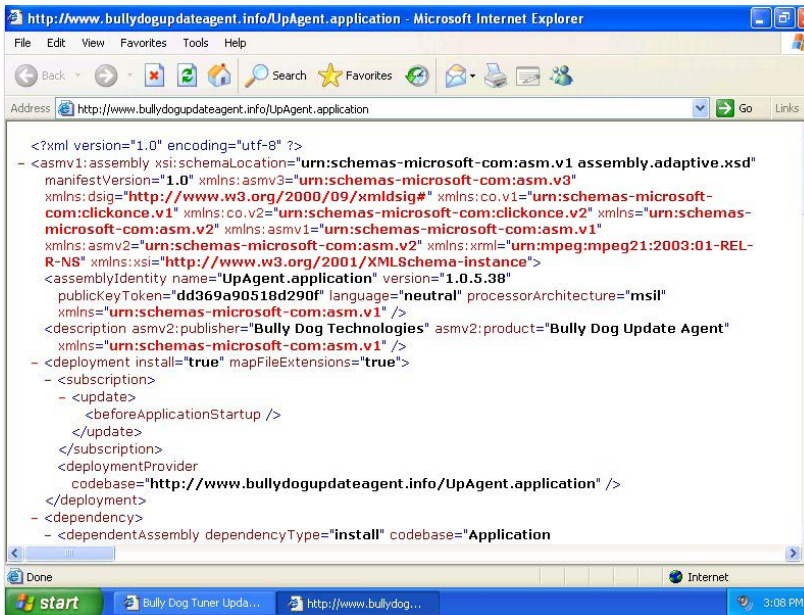 http://www.bullydogupdateagent.info/UpAgent.application - Microsoft Internet Explorer
File Edit View Favorites Tools Help
Back Search Favorites
Address http://www.bullydogupdateagent.info/UpAgent.application Go Links
<?xml version="1.0" encoding="utf-8" ?>
- <asmv1:assembly xsi:schemaLocation="urn:schemas-microsoft-com:asm.v1 assembly.adaptive.xsd"
manifestVersion="1.0" xmlns:asmv3="urn:schemas-microsoft-com:asm.v3"
xmlns:dsig="http://www.w3.org/2000/09/xmldsig#" xmlns:co.v1="urn:schemas-microsoft-
com:clickonce.v1" xmlns:co.v2="urn:schemas-microsoft-com:clickonce.v2" xmlns="urn:schemas-
microsoft-com:asm.v2" xmlns:asmv1="urn:schemas-microsoft-com:asm.v1"
xmlns:asmv2="urn:schemas-microsoft-com:asm.v2" xmlns:xrml="urn:mpeg:mpeg21:2003:01-REL-
R-NS" xmlns:xsi="http://www.w3.org/2001/XMLSchema-instance">
<assemblyIdentity name="UpAgent.application" version="1.0.5.38"
publicKeyToken="dd369a90518d290f" language="neutral" processorArchitecture="msil"
xmlns="urn:schemas-microsoft-com:asm.v1" />
<description asmv2:publisher="Bully Dog Technologies" asmv2:product="Bully Dog Update Agent"
xmlns="urn:schemas-microsoft-com:asm.v1" />
- <deployment install="true" mapFileExtensions="true">
- <subscription>
- <update>
<beforeApplicationStartup />
</update>
</subscription>
<deploymentProvider
codebase="http://www.bullydogupdateagent.info/UpAgent.application" />
</deployment>
- <dependency>
- <dependentAssembly dependencyType="install" codebase="Application
Done Internet
start Bully Dog Tuner Upda... http://www.bullydog... 3:08 PM